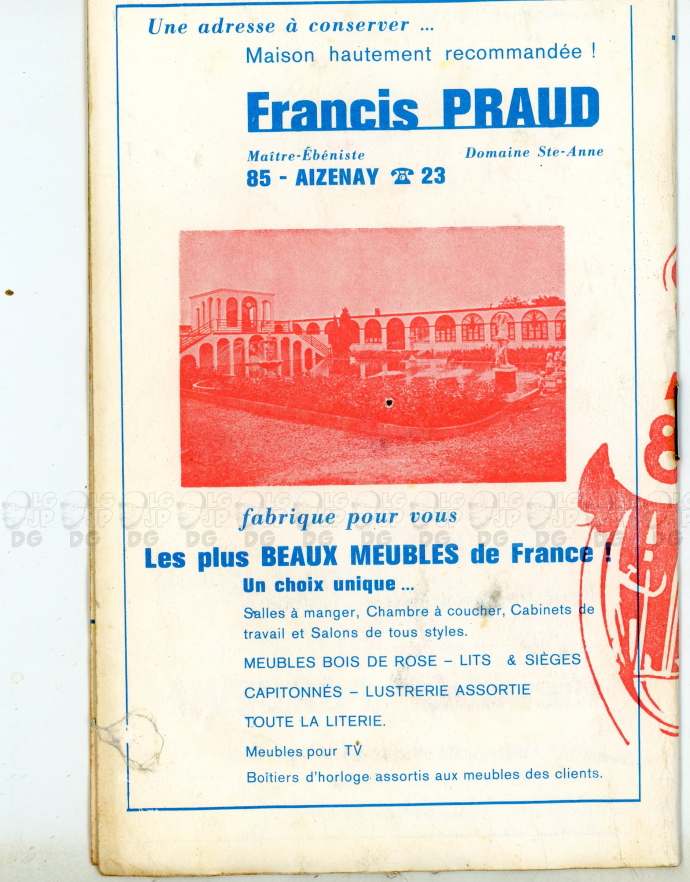 Une adresse à conserver ...
Maison hautement recommandée !
Francis PRAUD
Maître-Ébéniste Domaine Ste-Anne
85 - AIZENAY ☎ 23
fabrique pour vous
Les plus BEAUX MEUBLES de France !
Un choix unique ...
Salles à manger, Chambre à coucher, Cabinets de
travail et Salons de tous styles.
MEUBLES BOIS DE ROSE – LITS & SIÈGES
CAPITONNÉS – LUSTRERIE ASSORTIE
TOUTE LA LITERIE.
Meubles pour TV
Boîtiers d'horloge assortis aux meubles des clients.